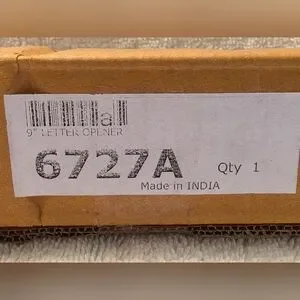 a
9" LETTER OPENER
6727A Qty 1
Made in INDIA